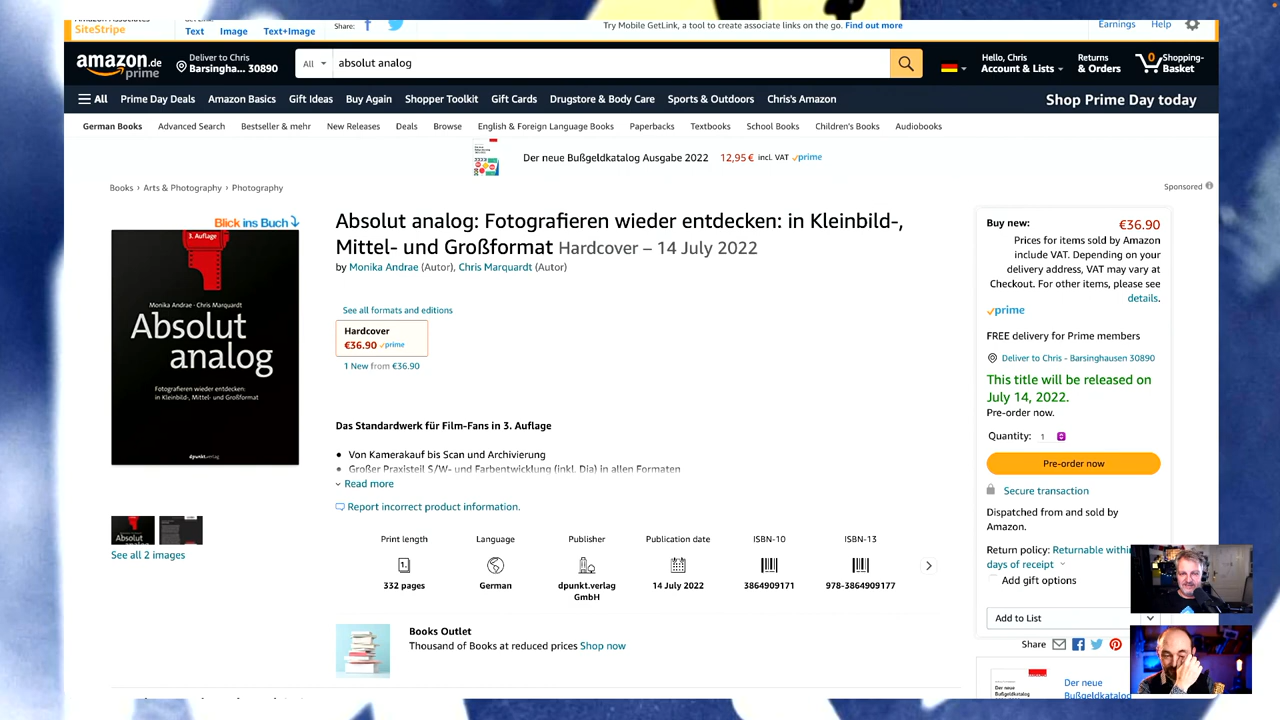 SiteStripe
Text
Image
Text+Image
Share:
Try Mobile GetLink, a tool to create associate links on the go. Find out more
Earnings
Help
amazon.de
prime
Deliver to Chris
Barsingha... 30890
All
absolut analog
Hello, Chris
Account & Lists
Returns
& Orders
0
Shopping-
Basket
All
Prime Day Deals
Amazon Basics
Gift Ideas
Buy Again
Shopper Toolkit
Gift Cards
Drugstore & Body Care
Sports & Outdoors
Chris's Amazon
Shop Prime Day today
German Books
Advanced Search
Bestseller & mehr
New Releases
Deals
Browse
English & Foreign Language Books
Paperbacks
Textbooks
School Books
Children's Books
Audiobooks
Der neue Bußgeldkatalog Ausgabe 2022
12,95 € incl. VAT prime
Books › Arts & Photography › Photography
Sponsored
Blick ins Buch
3. Auflage
Monika Andrae · Chris Marquardt
Absolut
analog
Fotografieren wieder entdecken:
in Kleinbild-, Mittel- und Großformat
dpunkt.verlag
Absolut
analog
See all 2 images
Absolut analog: Fotografieren wieder entdecken: in Kleinbild-,
Mittel- und Großformat Hardcover – 14 July 2022
by Monika Andrae (Autor), Chris Marquardt (Autor)
See all formats and editions
Hardcover
€36.90 prime
1 New from €36.90
Das Standardwerk für Film-Fans in 3. Auflage
Von Kamerakauf bis Scan und Archivierung
Großer Praxisteil S/W- und Farbentwicklung (inkl. Dia) in allen Formaten
Read more
Report incorrect product information.
Print length
332 pages
Language
German
Publisher
dpunkt.verlag
GmbH
Publication date
14 July 2022
ISBN-10
3864909171
ISBN-13
978-3864909177
Books Outlet
Thousand of Books at reduced prices Shop now
Buy new:
€36.90
Prices for items sold by Amazon
include VAT. Depending on your
delivery address, VAT may vary at
Checkout. For other items, please see
details.
prime
FREE delivery for Prime members
Deliver to Chris - Barsinghausen 30890
This title will be released on
July 14, 2022.
Pre-order now.
Quantity:
1
Pre-order now
Secure transaction
Dispatched from and sold by
Amazon.
Return policy: Returnable within
days of receipt
Add gift options
Add to List
Share
Der neue
Bußgeldkatalog